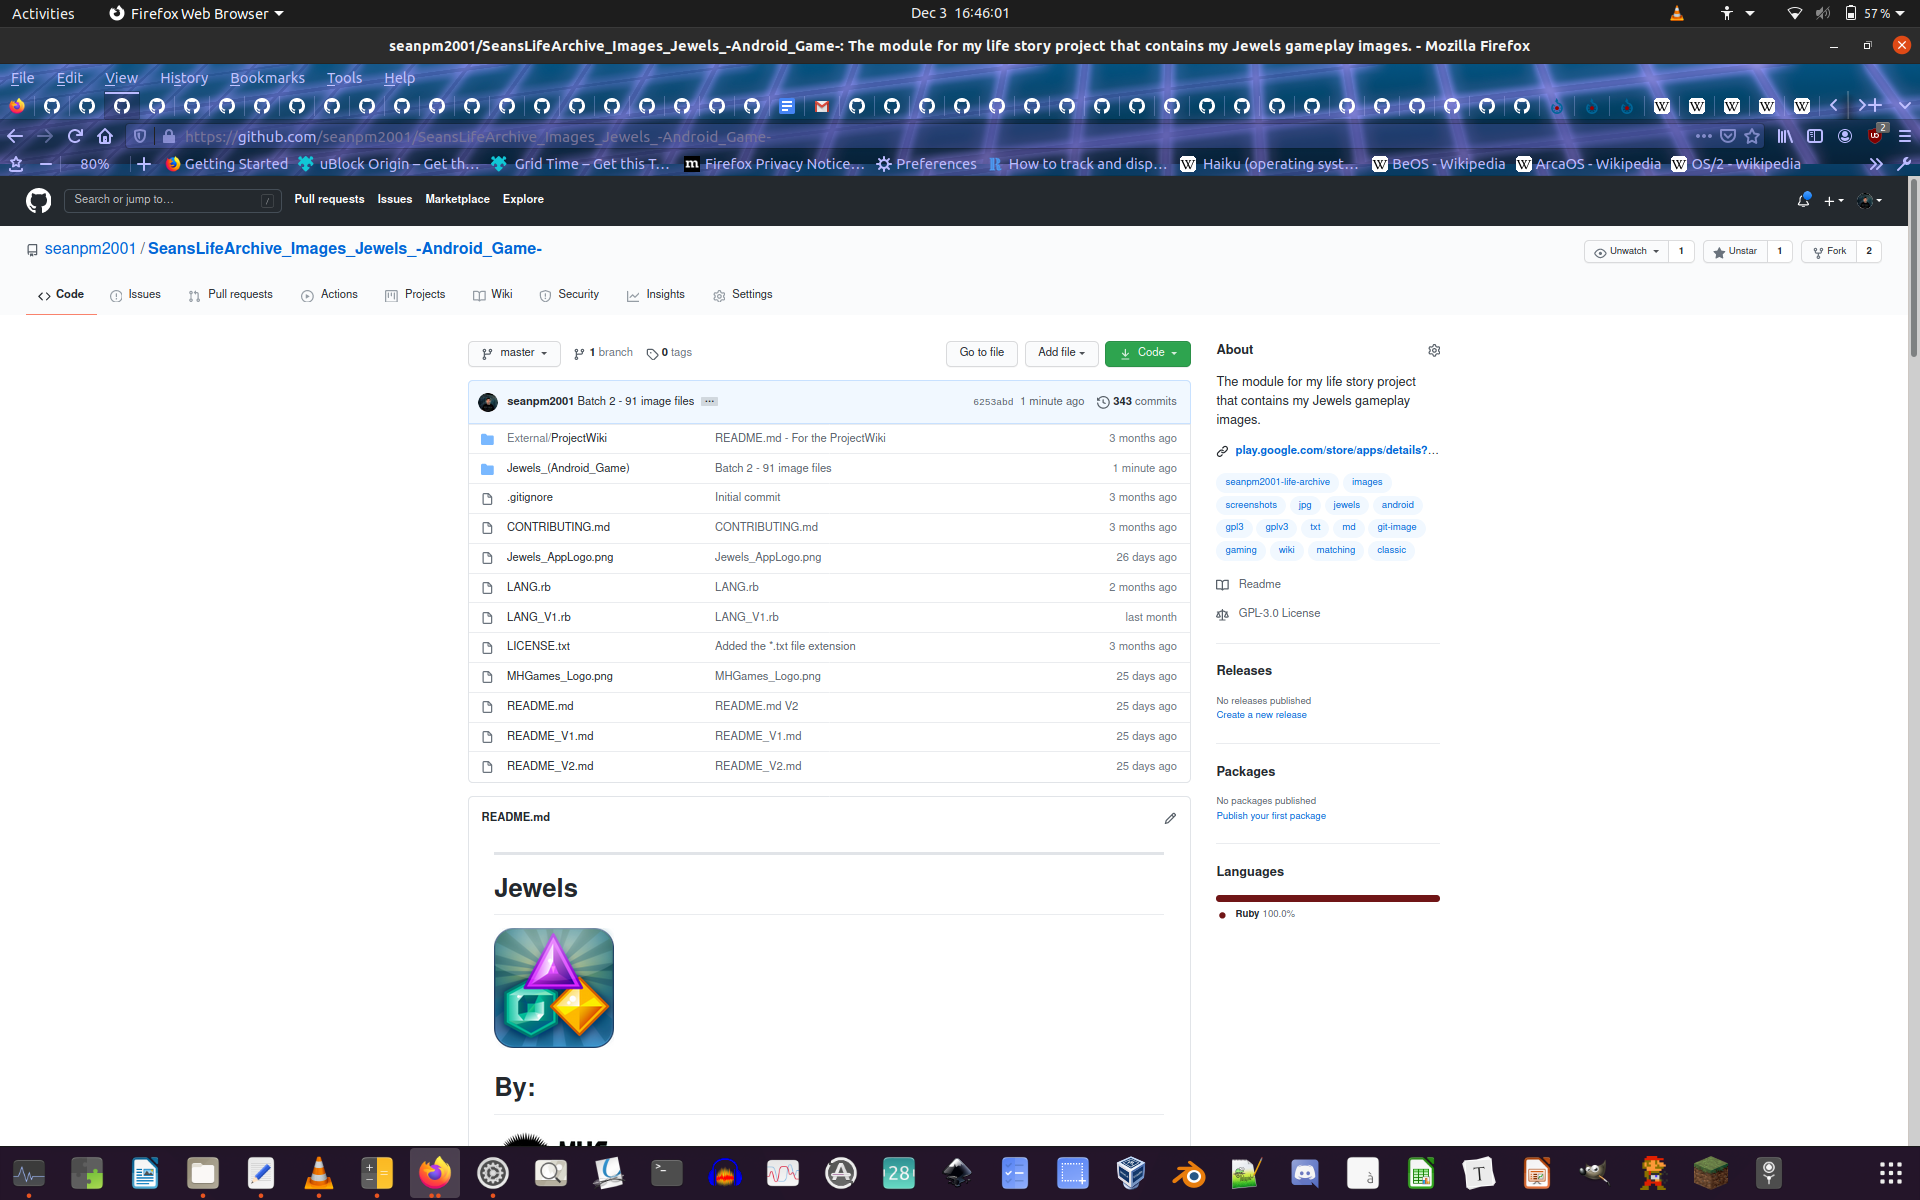 Activities Firefox Web Browser Dec 3 16:46:01 57 %
seanpm2001/SeansLifeArchive_Images_Jewels_-Android_Game-: The module for my life story project that contains my Jewels gameplay images. - Mozilla Firefox
File Edit View History Bookmarks Tools Help
https://github.com/seanpm2001/SeansLifeArchive_Images_Jewels_-Android_Game- 2
80% Getting Started uBlock Origin – Get th… Grid Time – Get this T… Firefox Privacy Notice… Preferences How to track and disp… Haiku (operating syst… BeOS - Wikipedia ArcaOS - Wikipedia OS/2 - Wikipedia
Search or jump to… / Pull requests Issues Marketplace Explore
seanpm2001 / SeansLifeArchive_Images_Jewels_-Android_Game- Unwatch 1 Unstar 1 Fork 2
Code Issues Pull requests Actions Projects Wiki Security Insights Settings
master 1 branch 0 tags Go to file Add file Code
seanpm2001 Batch 2 - 91 image files 6253abd 1 minute ago 343 commits
External/ProjectWiki README.md - For the ProjectWiki 3 months ago
Jewels_(Android_Game) Batch 2 - 91 image files 1 minute ago
.gitignore Initial commit 3 months ago
CONTRIBUTING.md CONTRIBUTING.md 3 months ago
Jewels_AppLogo.png Jewels_AppLogo.png 26 days ago
LANG.rb LANG.rb 2 months ago
LANG_V1.rb LANG_V1.rb last month
LICENSE.txt Added the *.txt file extension 3 months ago
MHGames_Logo.png MHGames_Logo.png 25 days ago
README.md README.md V2 25 days ago
README_V1.md README_V1.md 25 days ago
README_V2.md README_V2.md 25 days ago
README.md
Jewels
By:
About
The module for my life story project
that contains my Jewels gameplay
images.
play.google.com/store/apps/details?…
seanpm2001-life-archive images
screenshots jpg jewels android
gpl3 gplv3 txt md git-image
gaming wiki matching classic
Readme
GPL-3.0 License
Releases
No releases published
Create a new release
Packages
No packages published
Publish your first package
Languages
Ruby 100.0%
28